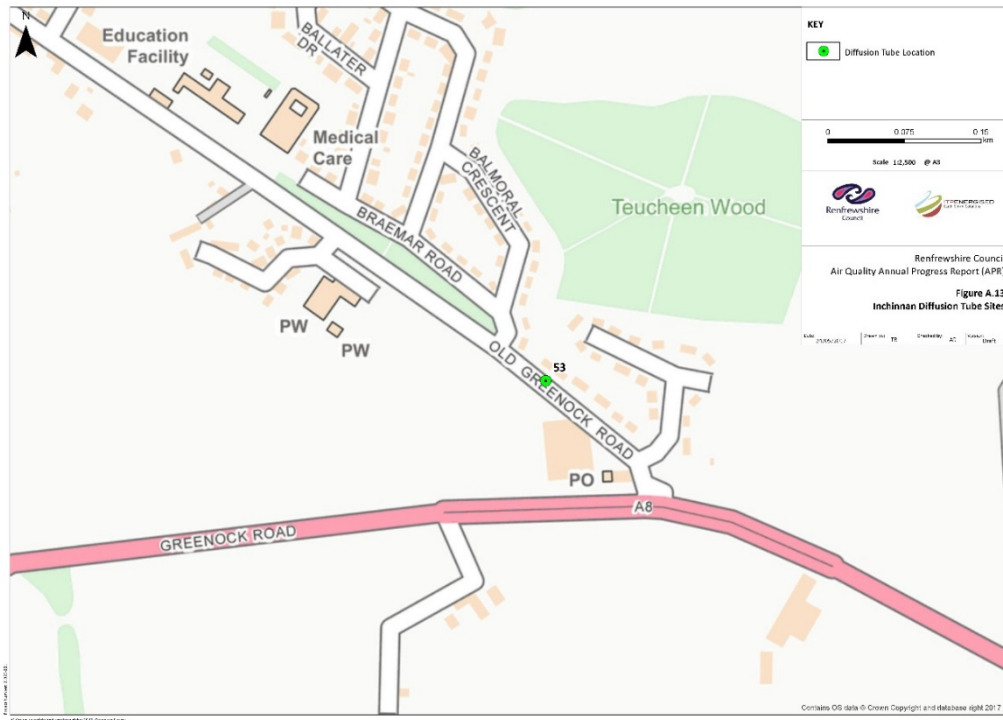 N
Education
Facility
BALLATER
DR
Medical
Care
BALMORAL
CRESCENT
BRAEMAR ROAD
Teucheen Wood
PW
PW
OLD GREENOCK ROAD
53
PO
A8
GREENOCK ROAD
KEY
Diffusion Tube Location
0 0.075 0.15
km
Scale 1:2,500 @ A3
Renfrewshire
Council
ITPENERGISED
Renfrewshire Council
Air Quality Annual Progress Report (APR)
Figure A.13
Inchinnan Diffusion Tube Sites
Draft
Contains OS data © Crown Copyright and database right 2017